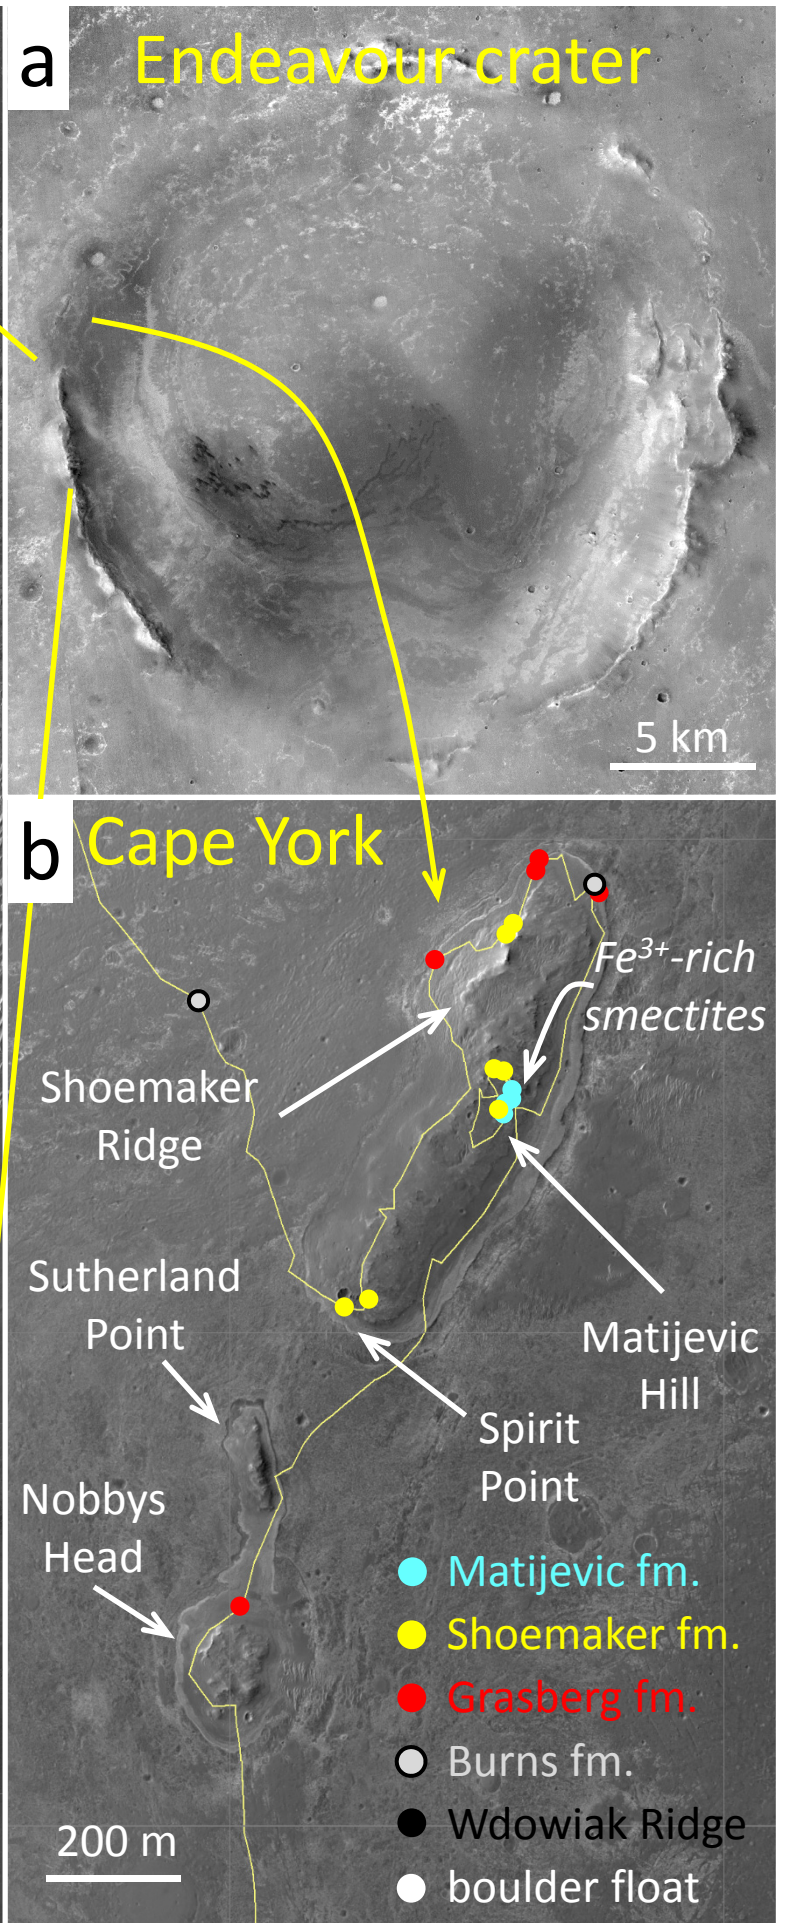 a
Endeavour crater
5 km
b
Cape York
Fe³⁺-rich
smectites
Shoemaker
Ridge
Sutherland
Point
Matijevic
Hill
Spirit
Point
Nobbys
Head
Matijevic fm.
Shoemaker fm.
Grasberg fm.
Burns fm.
Wdowiak Ridge
200 m
boulder float